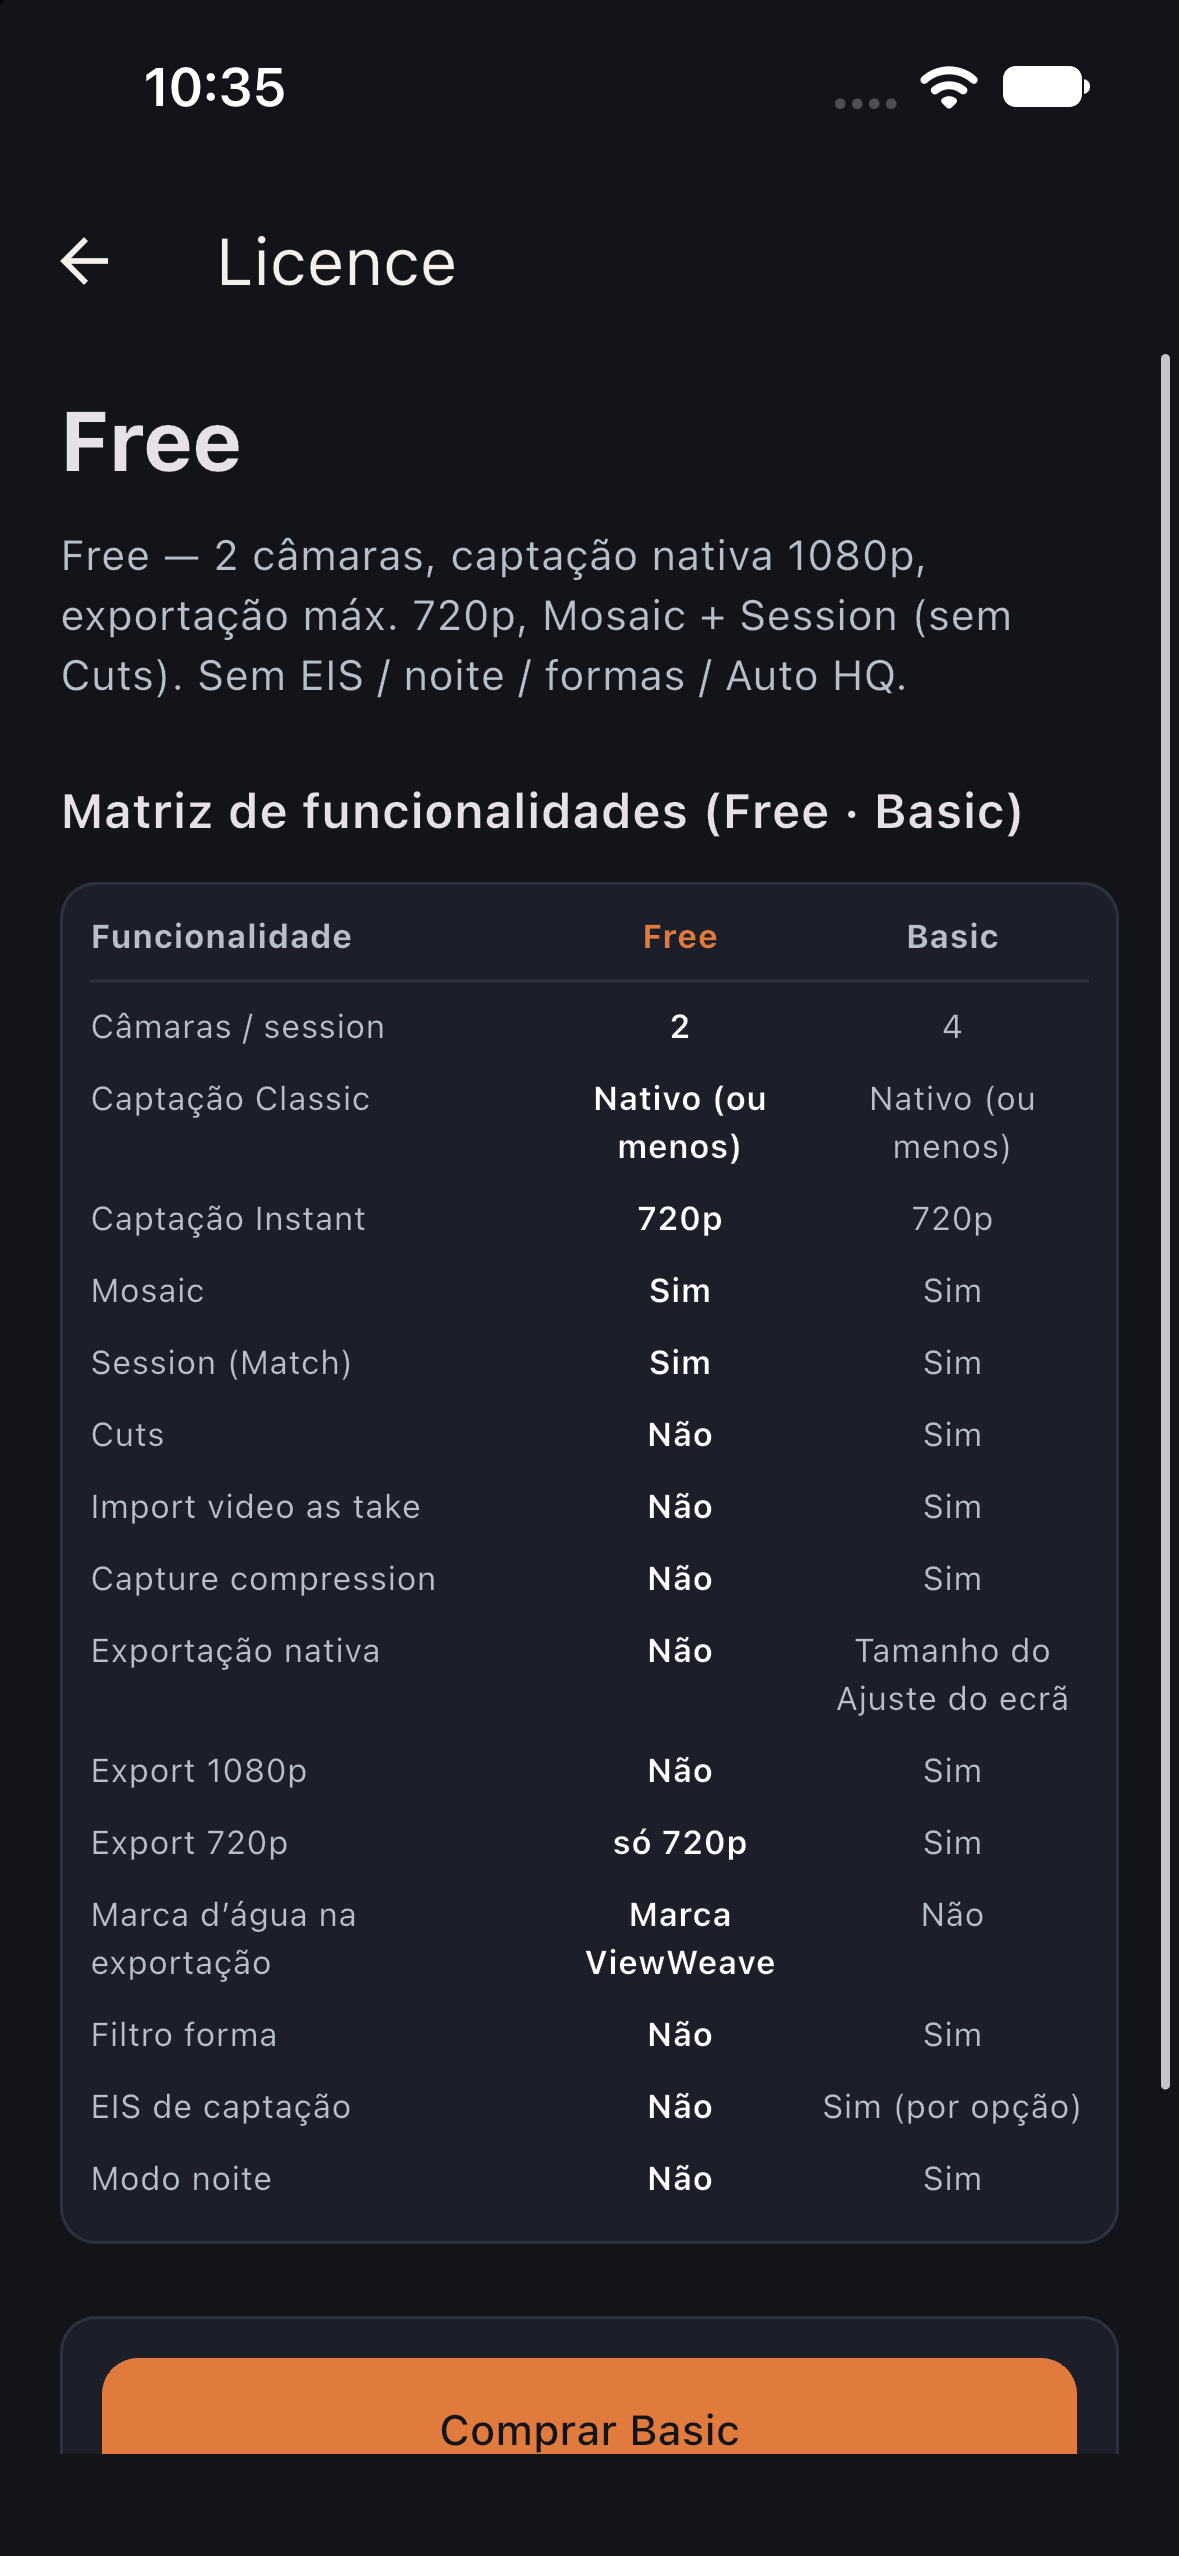 10:35
Licence
Free
Free — 2 câmaras, captação nativa 1080p,
exportação máx. 720p, Mosaic + Session (sem
Cuts). Sem EIS / noite / formas / Auto HQ.
Matriz de funcionalidades (Free · Basic)
Funcionalidade Free Basic
Câmaras / session 2 4
Captação Classic Nativo (ou Nativo (ou
menos) menos)
Captação Instant 720p 720p
Mosaic Sim Sim
Session (Match) Sim Sim
Cuts Não Sim
Import video as take Não Sim
Capture compression Não Sim
Exportação nativa Não Tamanho do
Ajuste do ecrã
Export 1080p Não Sim
Export 720p só 720p Sim
Marca d’água na Marca Não
exportação ViewWeave
Filtro forma Não Sim
EIS de captação Não Sim (por opção)
Modo noite Não Sim
Comprar Basic